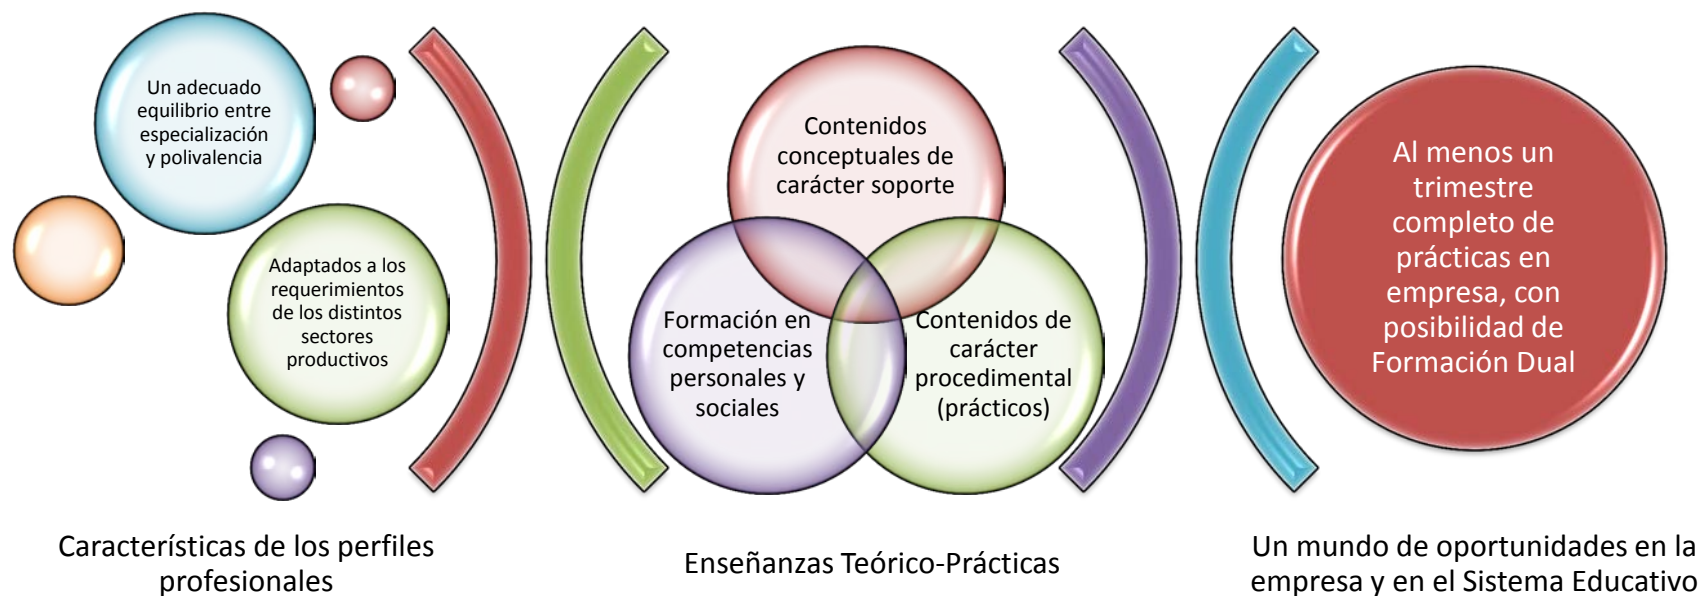 Un adecuado
equilibrio entre
especialización
y polivalencia
Adaptados a los
requerimientos
de los distintos
sectores
productivos
Características de los perfiles
profesionales
Contenidos
conceptuales de
carácter soporte
Formación en
competencias
personales y
sociales
Contenidos de
carácter
procedimental
(prácticos)
Enseñanzas Teórico-Prácticas
Al menos un
trimestre
completo de
prácticas en
empresa, con
posibilidad de
Formación Dual
Un mundo de oportunidades en la
empresa y en el Sistema Educativo